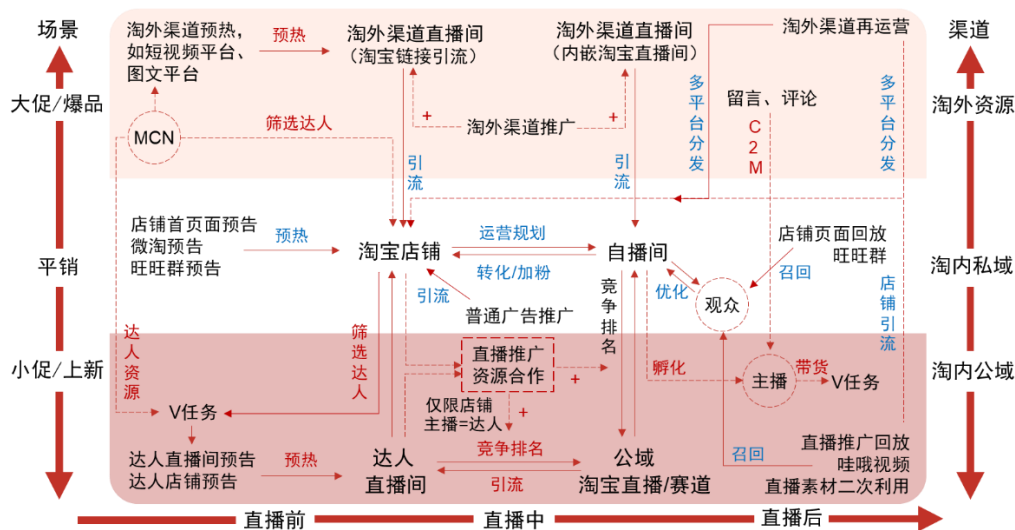 场景
渠道
淘外渠道预热，
如短视频平台、
图文平台
预热
淘外渠道直播间
（淘宝链接引流）
淘外渠道直播间
（内嵌淘宝直播间）
淘外渠道再运营
大促/爆品
淘外资源
MCN
筛选达人
+
淘外渠道推广
+
引流
引流
多平台分发
留言、评论
C2M
多平台分发
店铺首页面预告
微淘预告
旺旺群预告
预热
淘宝店铺
运营规划
转化/加粉
自播间
店铺页面回放
旺旺群
召回
平销
淘内私域
引流
普通广告推广
竞争排名
优化
观众
店铺引流
达人资源
筛选达人
小促/上新
淘内公域
直播推广
资源合作
+
孵化
主播
带货
V任务
V任务
仅限店铺
主播=达人
+
达人直播间预告
达人店铺预告
预热
达人
直播间
竞争排名
引流
公域
淘宝直播/赛道
召回
直播推广回放
哇哦视频
直播素材二次利用
直播前
直播中
直播后